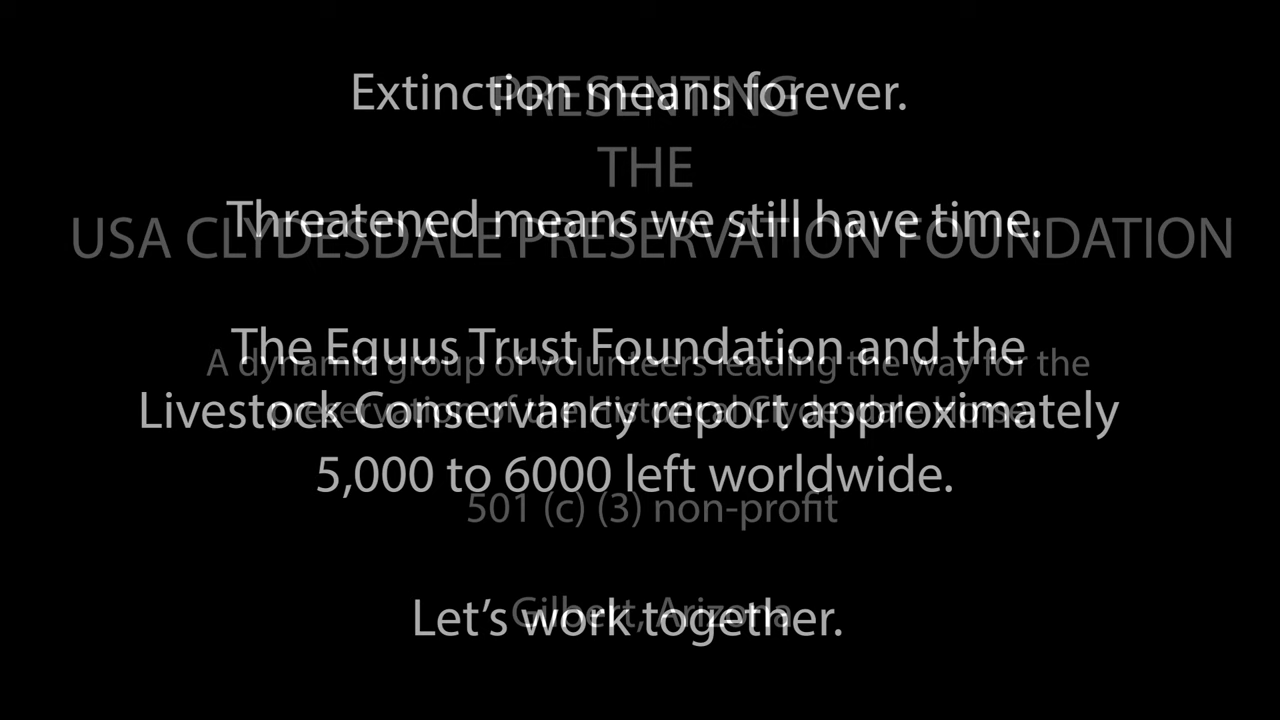 Extinction means forever.
Threatened means we still have time.
The Equus Trust Foundation and the
Livestock Conservancy report approximately
5,000 to 6000 left worldwide.
Let’s work together.
PRESENTING
THE
USA CLYDESDALE PRESERVATION FOUNDATION
A dynamic group of volunteers leading the way for the
preservation of the Historical Clydesdale Horse
501 (c) (3) non-profit
Gilbert, Arizona